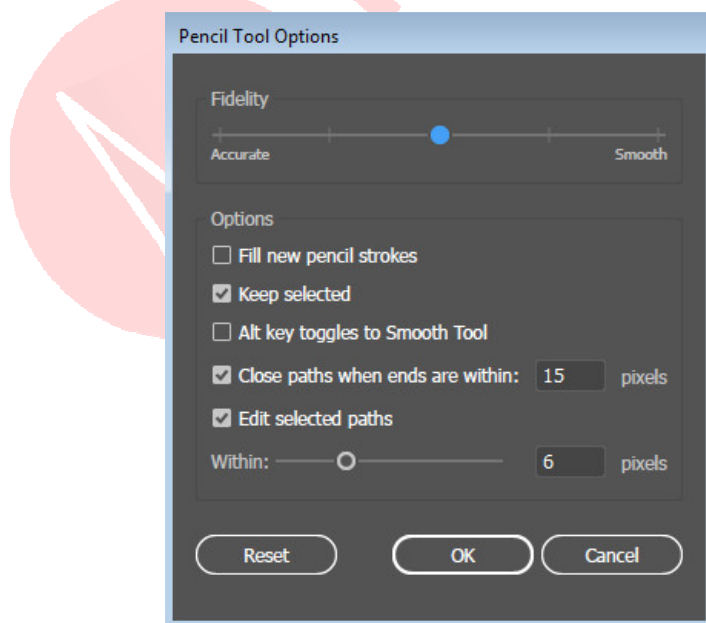 Pencil Tool Options
Fidelity
Accurate Smooth
Options
Fill new pencil strokes
Keep selected
Alt key toggles to Smooth Tool
Close paths when ends are within: 15 pixels
Edit selected paths
Within: 6 pixels
Reset OK Cancel